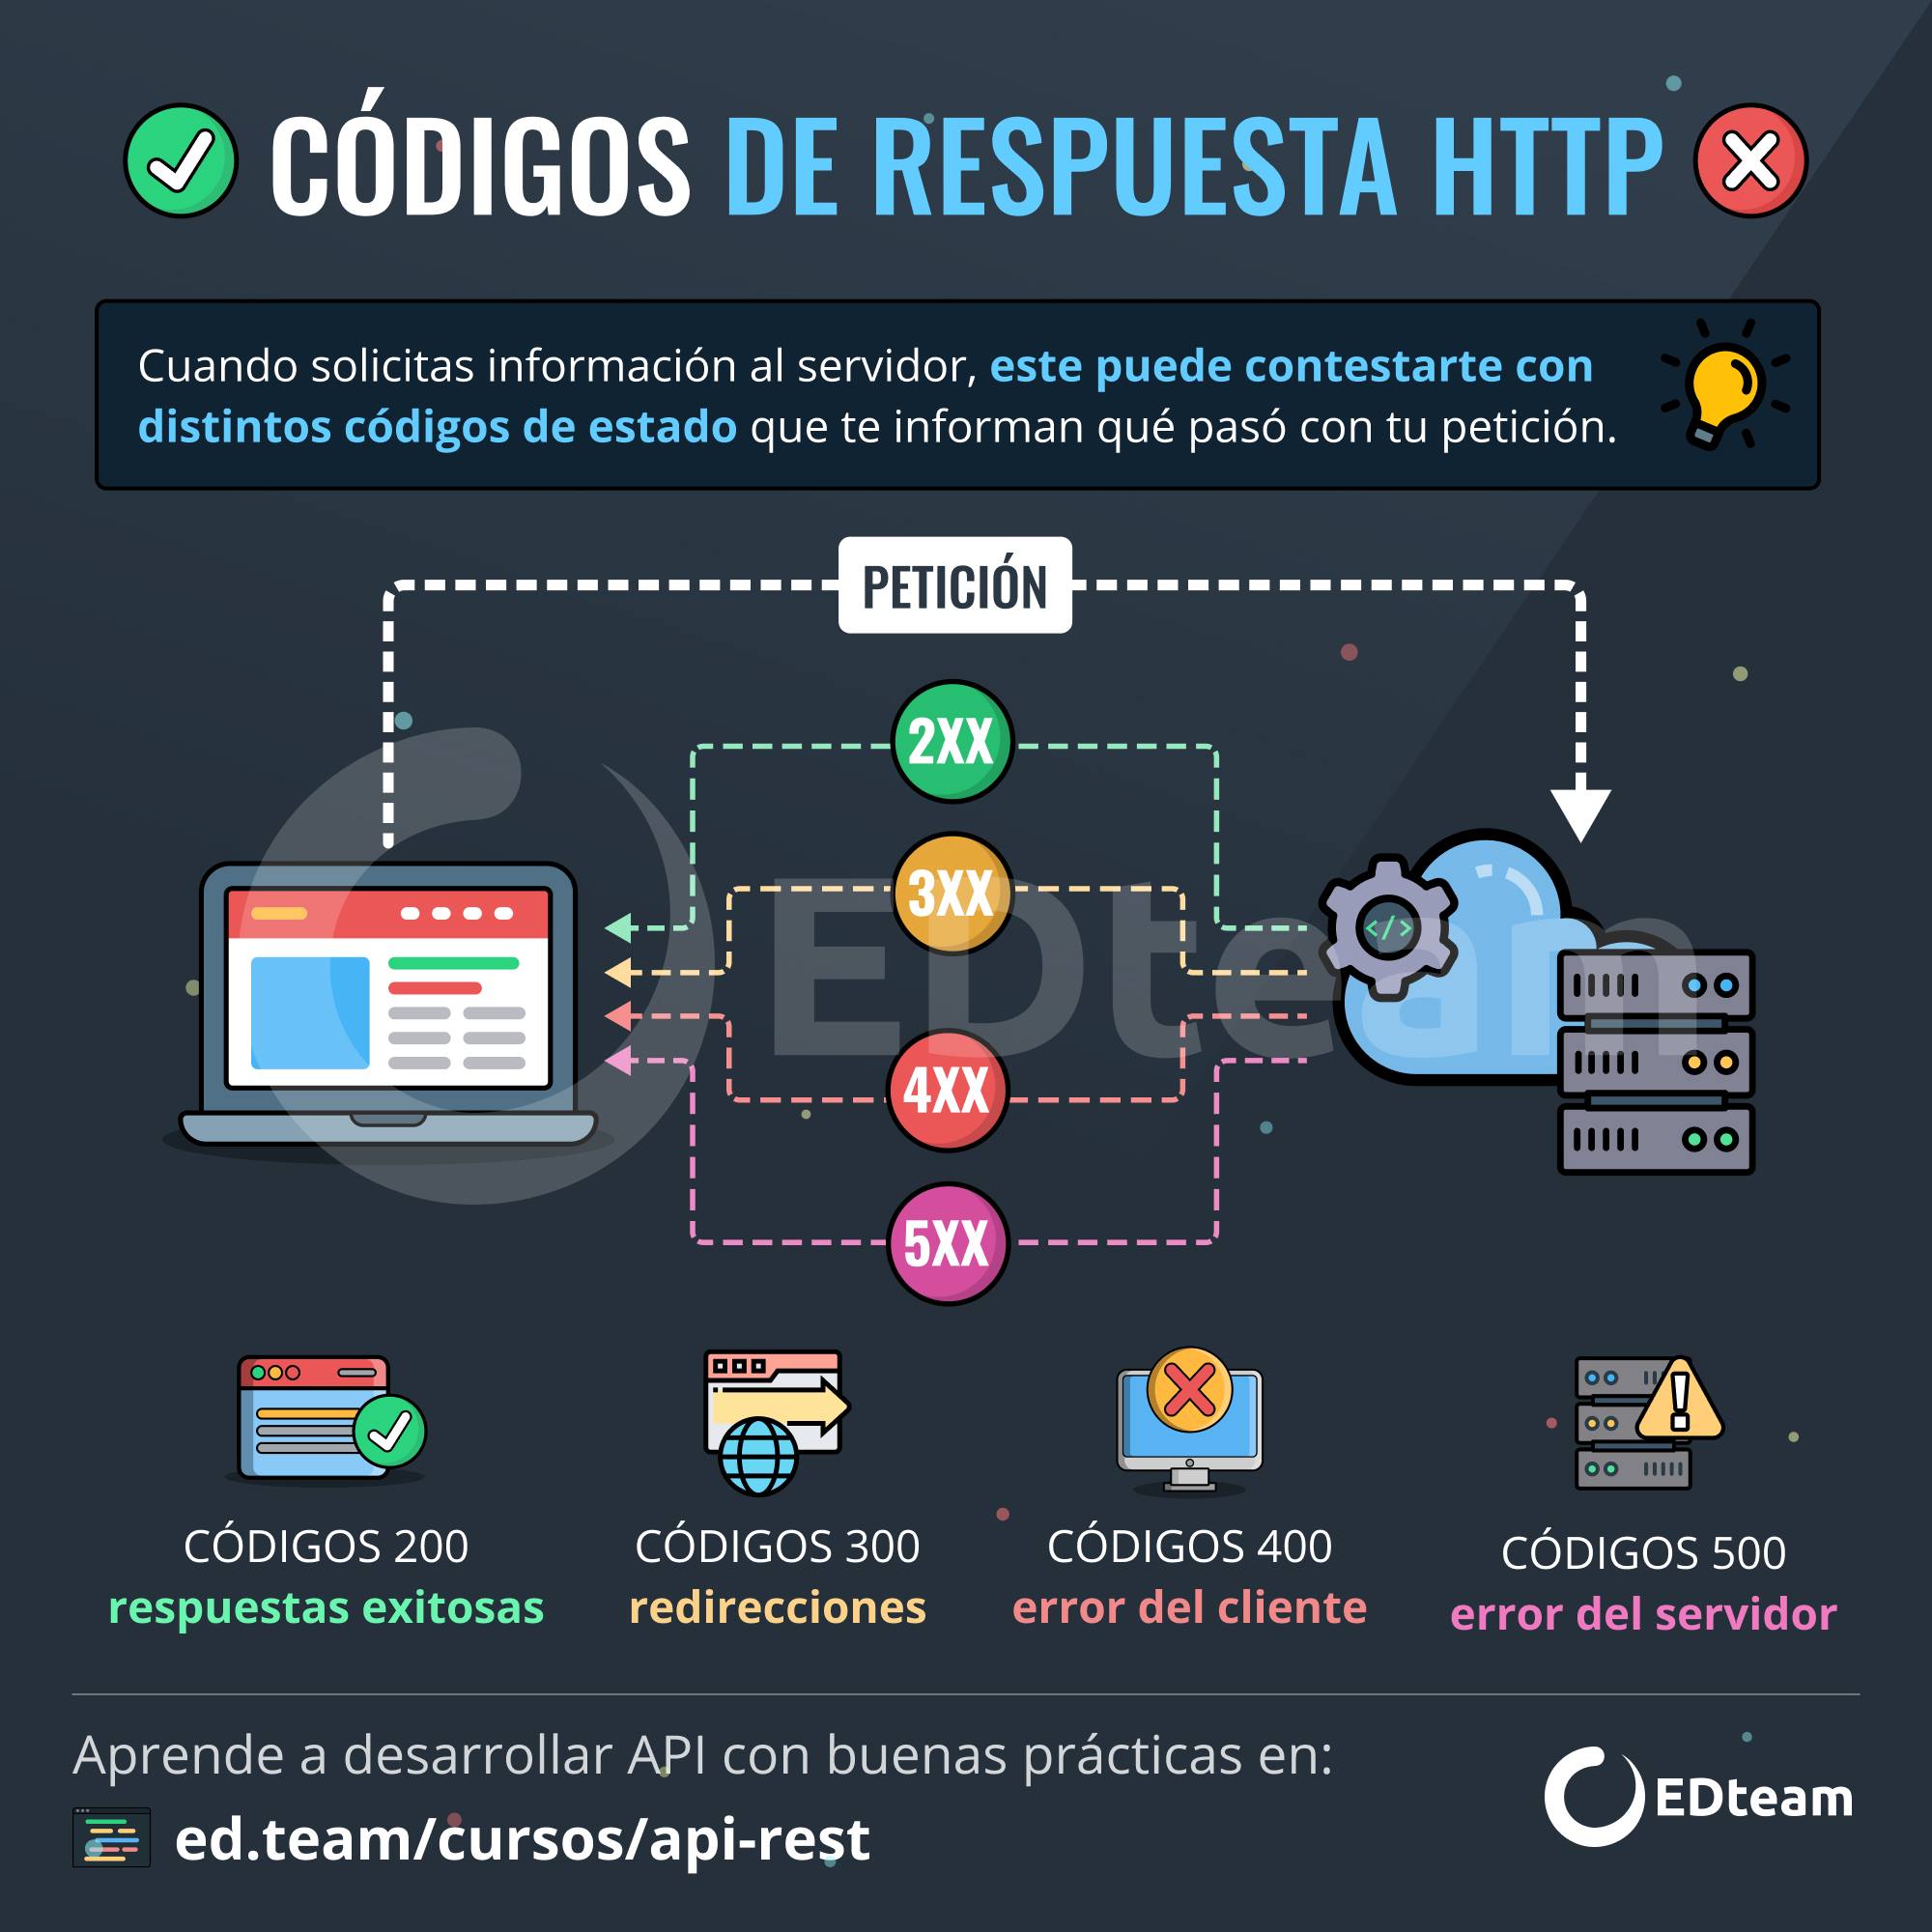 CÓDIGOS DE RESPUESTA HTTP
Cuando solicitas información al servidor, este puede contestarte con
distintos códigos de estado que te informan qué pasó con tu petición.
PETICIÓN
2XX
3XX
</>
EDteam
4XX
5XX
CÓDIGOS 200
respuestas exitosas
CÓDIGOS 300
redirecciones
CÓDIGOS 400
error del cliente
CÓDIGOS 500
error del servidor
Aprende a desarrollar API con buenas prácticas en:
ed.team/cursos/api-rest
EDteam